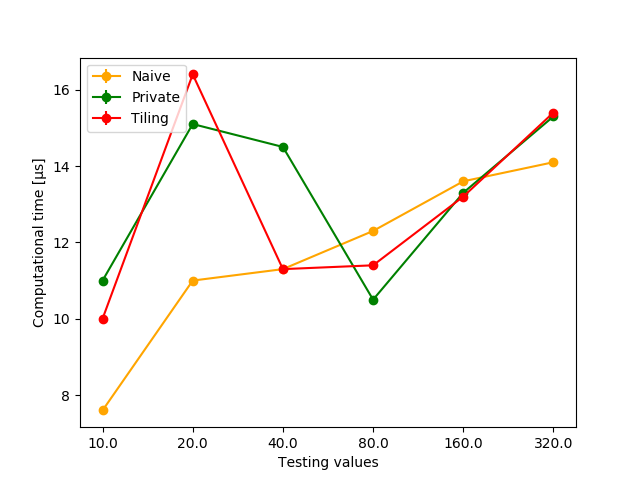 Naive
Private
Tiling
16
14
12
10
8
Computational time [µs]
10.0 20.0 40.0 80.0 160.0 320.0
Testing values